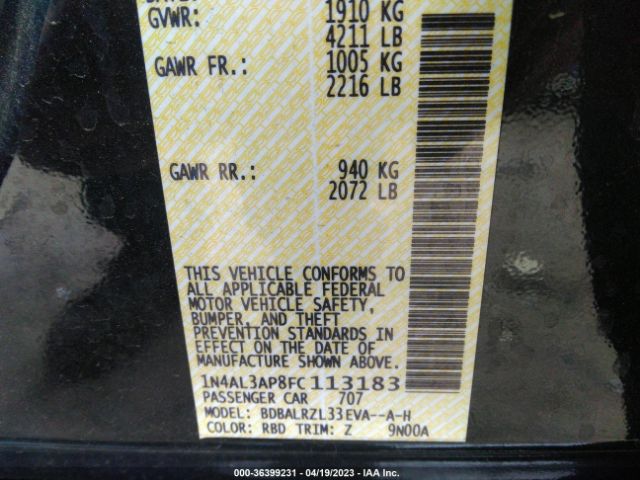 GVWR: 1910 KG
4211 LB
GAWR FR.: 1005 KG
2216 LB
GAWR RR.: 940 KG
2072 LB
THIS VEHICLE CONFORMS TO
ALL APPLICABLE FEDERAL
MOTOR VEHICLE SAFETY,
BUMPER, AND THEFT
PREVENTION STANDARDS IN
EFFECT ON THE DATE OF
MANUFACTURE SHOWN ABOVE.
1N4AL3AP8FC113183
PASSENGER CAR 707
MODEL: BDBALRZL33EVA--A-H
COLOR: RBD TRIM: Z 9N00A
000-36399231 - 04/19/2023 - IAA Inc.